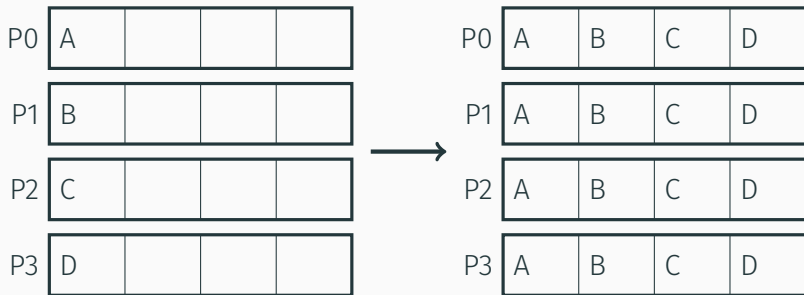 P0 A P0 A B C D
P1 B P1 A B C D
P2 C P2 A B C D
P3 D P3 A B C D